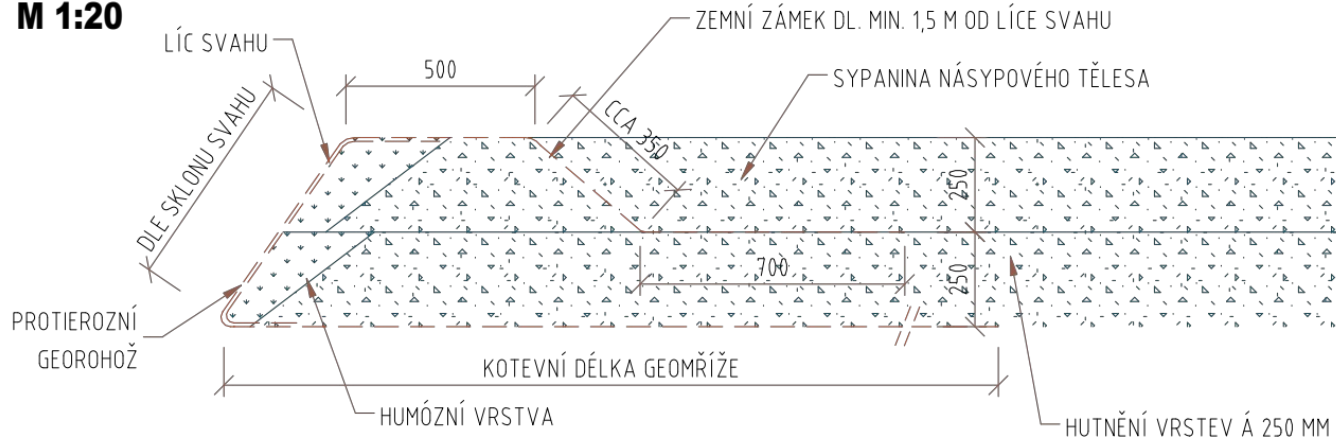 M 1:20
LÍC SVAHU
ZEMNÍ ZÁMEK DL. MIN. 1,5 M OD LÍCE SVAHU
500
SYPANINA NÁSYPOVÉHO TĚLESA
CCA 350
DLE SKLONU SVAHU
250
700
250
PROTIEROZNÍ
GEOROHOŽ
KOTEVNÍ DÉLKA GEOMŘÍŽE
HUMÓZNÍ VRSTVA
HUTNĚNÍ VRSTEV Á 250 MM